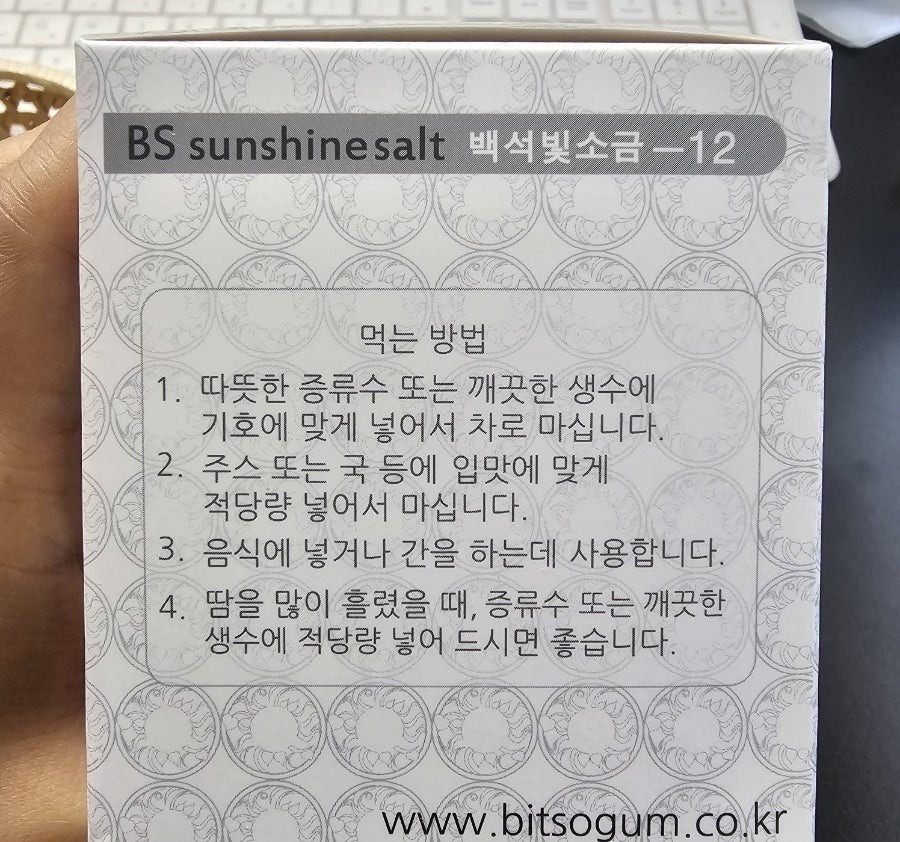 BS sunshine salt 백석빛소금 – 12
먹는 방법
1. 따뜻한 증류수 또는 깨끗한 생수에
기호에 맞게 넣어서 차로 마십니다.
2. 주스 또는 국 등에 입맛에 맞게
적당량 넣어서 마십니다.
3. 음식에 넣거나 간을 하는데 사용합니다.
4. 땀을 많이 흘렸을 때, 증류수 또는 깨끗한
생수에 적당량 넣어 드시면 좋습니다.
www.bitsogum.co.kr